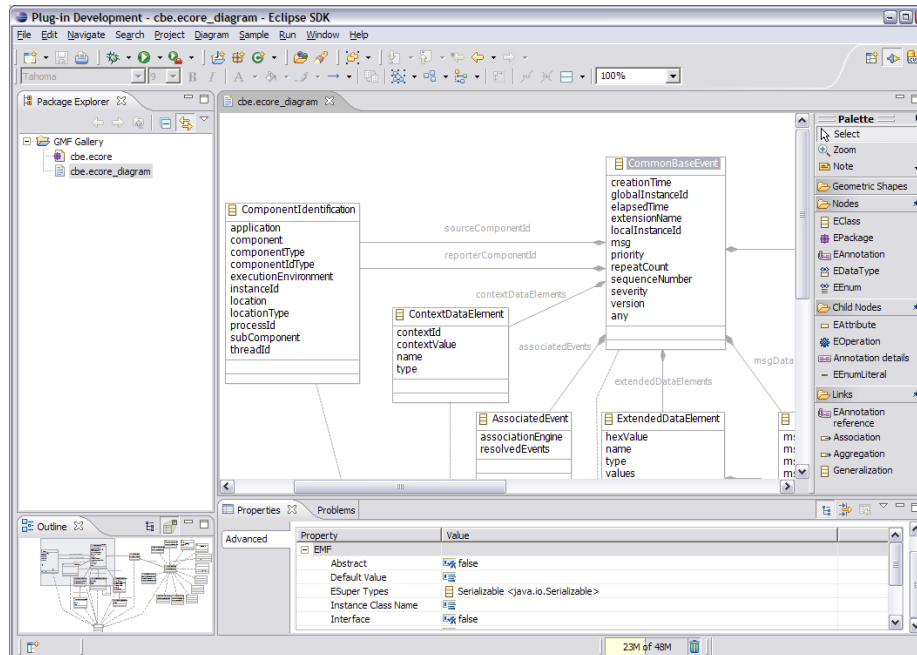 Plug-in Development - cbe.ecore_diagram - Eclipse SDK
File Edit Navigate Search Project Diagram Sample Run Window Help
Tahoma 9 B I A 100%
Package Explorer
GMF Gallery
cbe.ecore
cbe.ecore_diagram
cbe.ecore_diagram
CommonBaseEvent
creationTime
globalInstanceId
elapsedTime
extensionName
localInstanceId
msg
priority
repeatCount
sequenceNumber
severity
version
any
ComponentIdentification
application
component
componentType
componentIdType
executionEnvironment
instanceId
location
locationType
processId
subComponent
threadId
sourceComponentId
reporterComponentId
contextDataElements
ContextDataElement
contextId
contextValue
name
type
associatedEvents
extendedDataElements
msgData
AssociatedEvent
associationEngine
resolvedEvents
ExtendedDataElement
hexValue
name
type
values
Palette
Select
Zoom
Note
Geometric Shapes
Nodes
EClass
EPackage
EAnnotation
EDataType
EEnum
Child Nodes
EAttribute
EOperation
Annotation details
EEnumLiteral
Links
EAnnotation
reference
Association
Aggregation
Generalization
Outline
Properties Problems
Advanced
Property Value
EMF
Abstract false
Default Value
ESuper Types Serializable <java.io.Serializable>
Instance Class Name
Interface false
23M of 48M